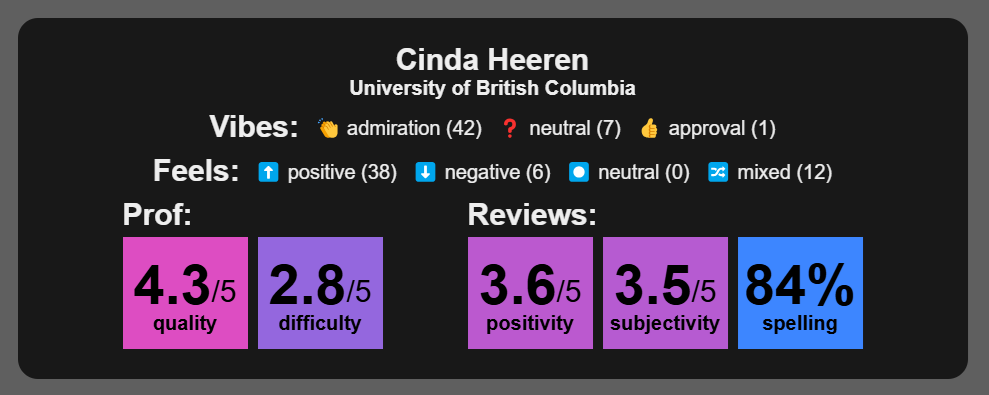 Cinda Heeren
University of British Columbia
Vibes: 👏 admiration (42) ❓ neutral (7) 👍 approval (1)
Feels: ⬆️ positive (38) ⬇️ negative (6) ⏺️ neutral (0) 🔀 mixed (12)
Prof: Reviews:
4.3/5 2.8/5 3.6/5 3.5/5 84%
quality difficulty positivity subjectivity spelling